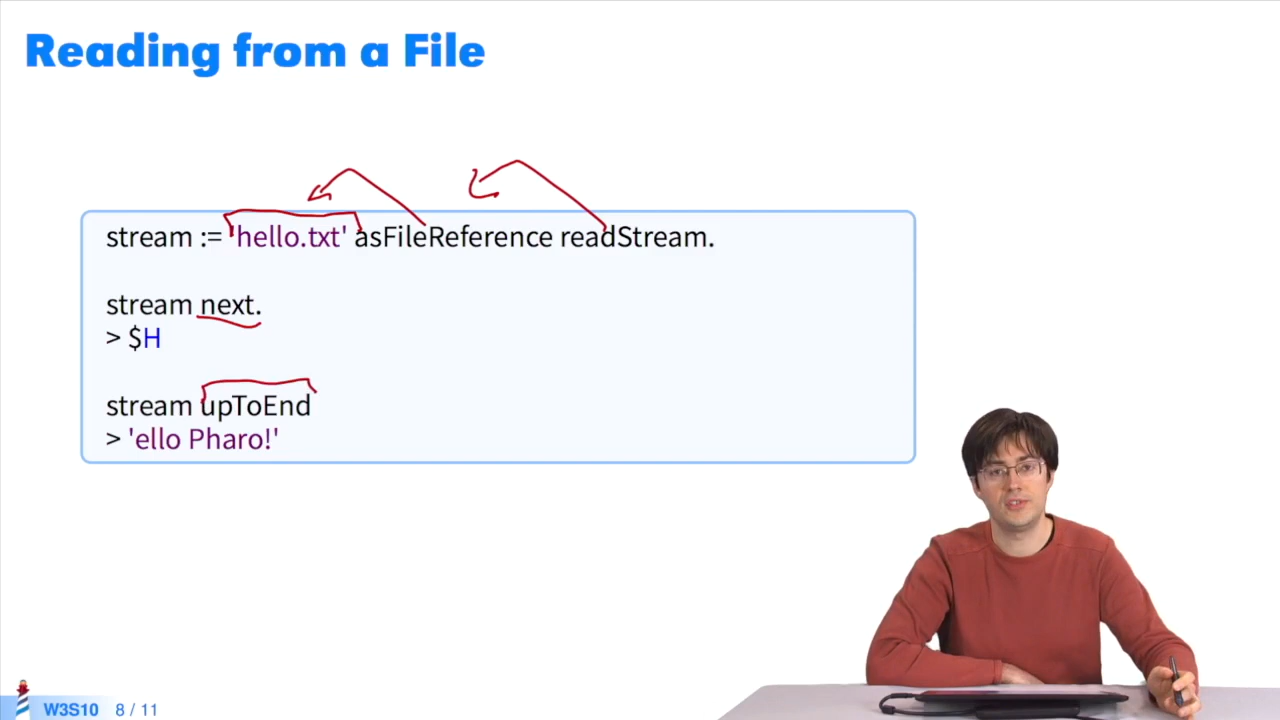 Reading from a File
stream := 'hello.txt' asFileReference readStream.
stream next.
> $H
stream upToEnd
> 'ello Pharo!'
W3S10 8 / 11